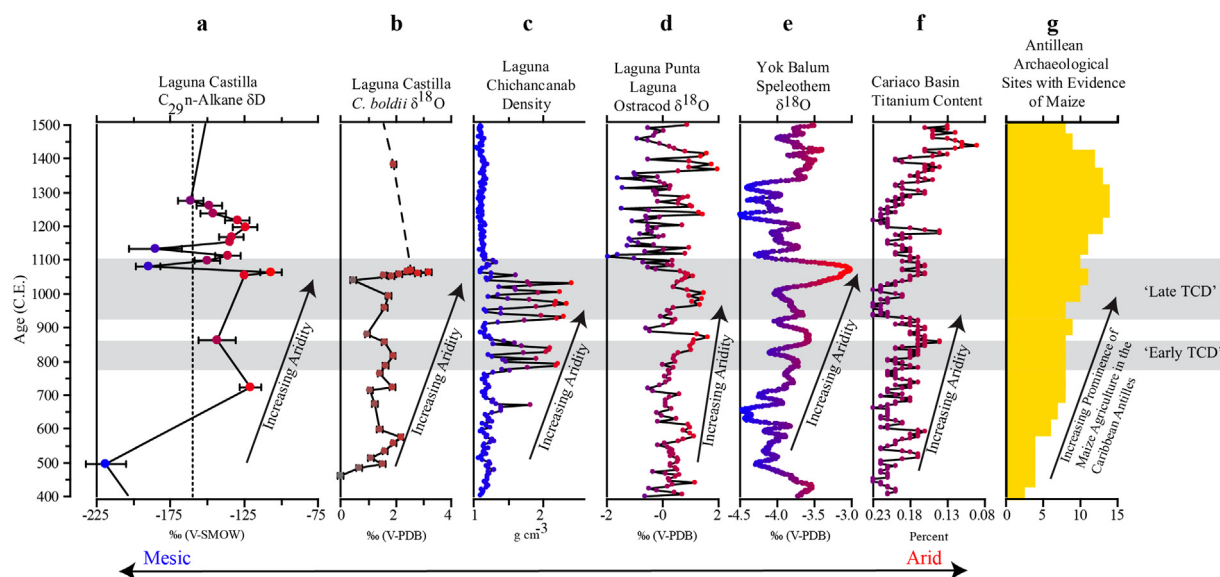 a
b
c
d
e
f
g
Laguna Castilla
C29n-Alkane δD
Laguna Castilla
C. boldii δ18O
Laguna
Chichancanab
Density
Laguna Punta
Laguna
Ostracod δ18O
Yok Balum
Speleothem
δ18O
Cariaco Basin
Titanium Content
Antillean
Archaeological
Sites with Evidence
of Maize
Age (C.E.)
1500
1400
1300
1200
1100
1000
900
800
700
600
500
400
Increasing Aridity
Increasing Aridity
Increasing Aridity
Increasing Aridity
Increasing Aridity
Increasing Aridity
Increasing Prominence of
Maize Agriculture in the
Caribbean Antilles
'Late TCD'
'Early TCD'
-225 -175 -125 -75
0 2 4
1 2 3
-2 -0 2
-4.5 -4.0 -3.5 -3.0
0.23 0.18 0.13 0.08
0 5 10 15
‰ (V-SMOW)
‰ (V-PDB)
g cm-3
‰ (V-PDB)
‰ (V-PDB)
Percent
Mesic
Arid